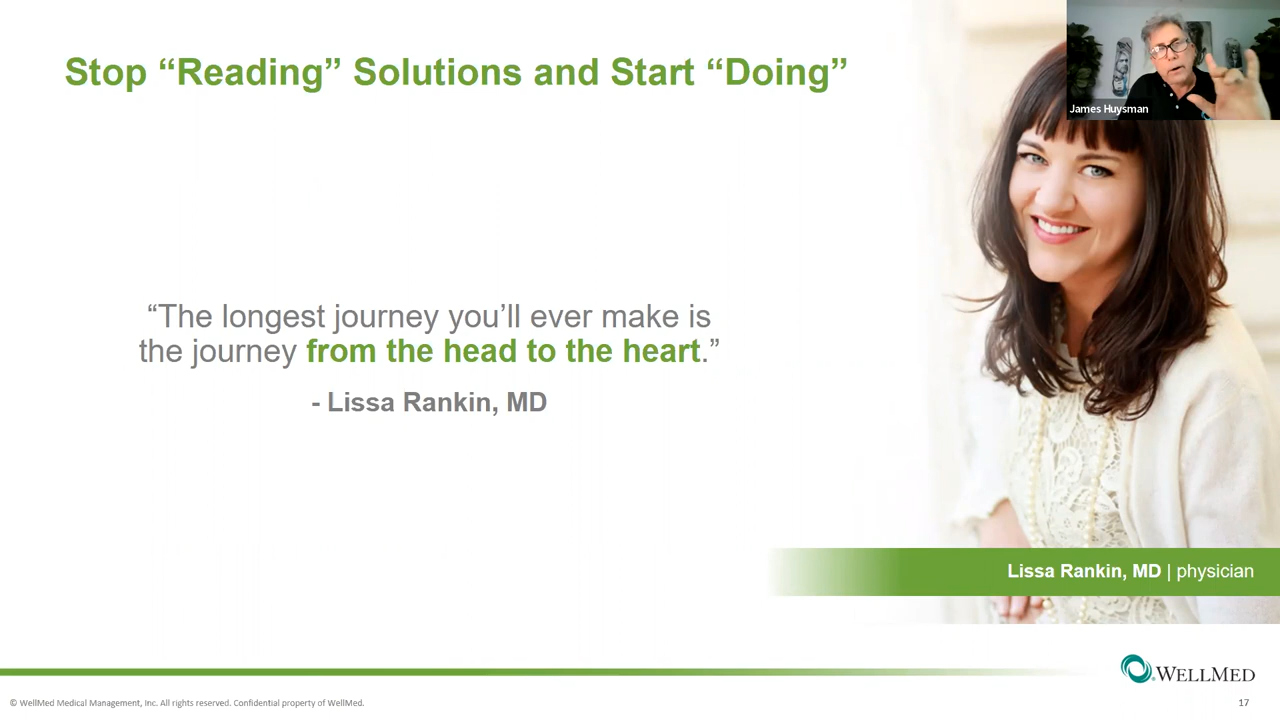 Stop “Reading” Solutions and Start “Doing”
James Huysman
“The longest journey you’ll ever make is
the journey from the head to the heart.”
- Lissa Rankin, MD
Lissa Rankin, MD | physician
WELLMED
© WellMed Medical Management, Inc. All rights reserved. Confidential property of WellMed.
17